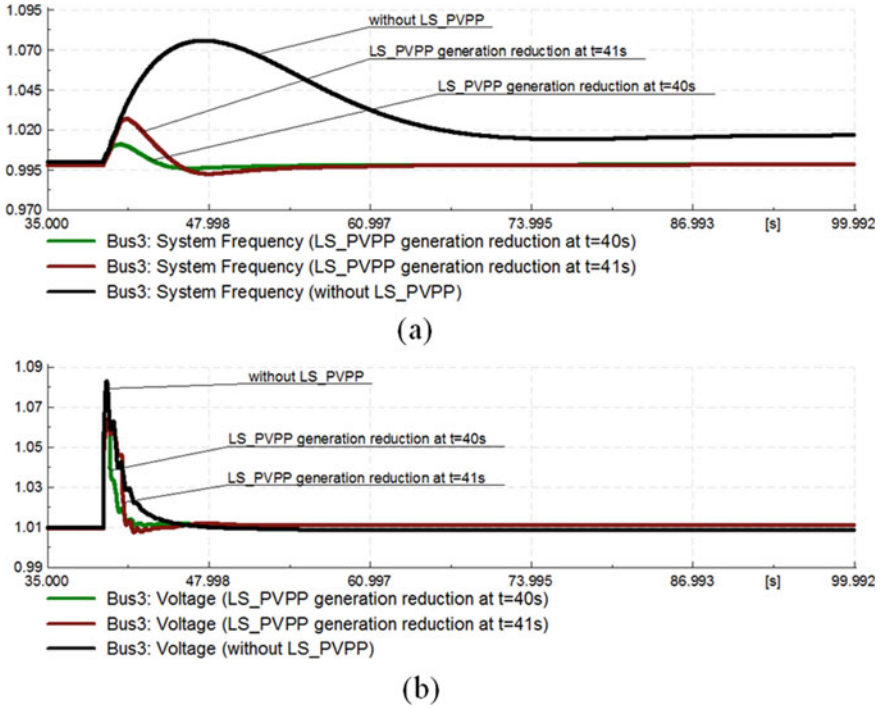 1.095
without LS_PVPP
1.070
LS_PVPP generation reduction at t=41s
1.045
LS_PVPP generation reduction at t=40s
1.020
0.995
0.970
35.000 47.998 60.997 73.995 86.993 [s] 99.992
Bus3: System Frequency (LS_PVPP generation reduction at t=40s)
Bus3: System Frequency (LS_PVPP generation reduction at t=41s)
Bus3: System Frequency (without LS_PVPP)
(a)
1.09
without LS_PVPP
1.07
1.05
LS_PVPP generation reduction at t=40s
1.03
LS_PVPP generation reduction at t=41s
1.01
0.99
35.000 47.998 60.997 73.995 86.993 [s] 99.992
Bus3: Voltage (LS_PVPP generation reduction at t=40s)
Bus3: Voltage (LS_PVPP generation reduction at t=41s)
Bus3: Voltage (without LS_PVPP)
(b)